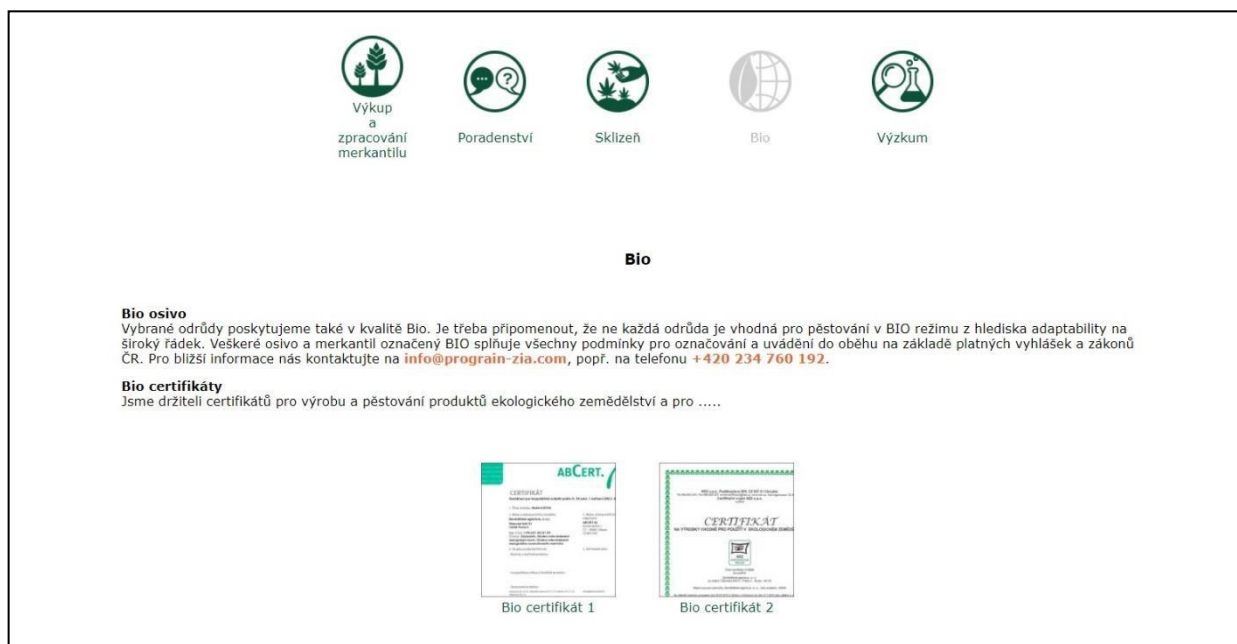 Výkup
a
zpracování
merkantilu
Poradenství
Sklizeň
Bio
Výzkum
Bio
Bio osivo
Vybrané odrůdy poskytujeme také v kvalitě Bio. Je třeba připomenout, že ne každá odrůda je vhodná pro pěstování v BIO režimu z hlediska adaptability na
široký řádek. Veškeré osivo a merkantil označený BIO splňuje všechny podmínky pro označování a uvádění do oběhu na základě platných vyhlášek a zákonů
ČR. Pro bližší informace nás kontaktujte na info@prograin-zia.com, popř. na telefonu +420 234 760 192.
Bio certifikáty
Jsme držiteli certifikátů pro výrobu a pěstování produktů ekologického zemědělství a pro .....
ABCERT.
CERTIFIKÁT
CERTIFIKÁT
Bio certifikát 1
Bio certifikát 2